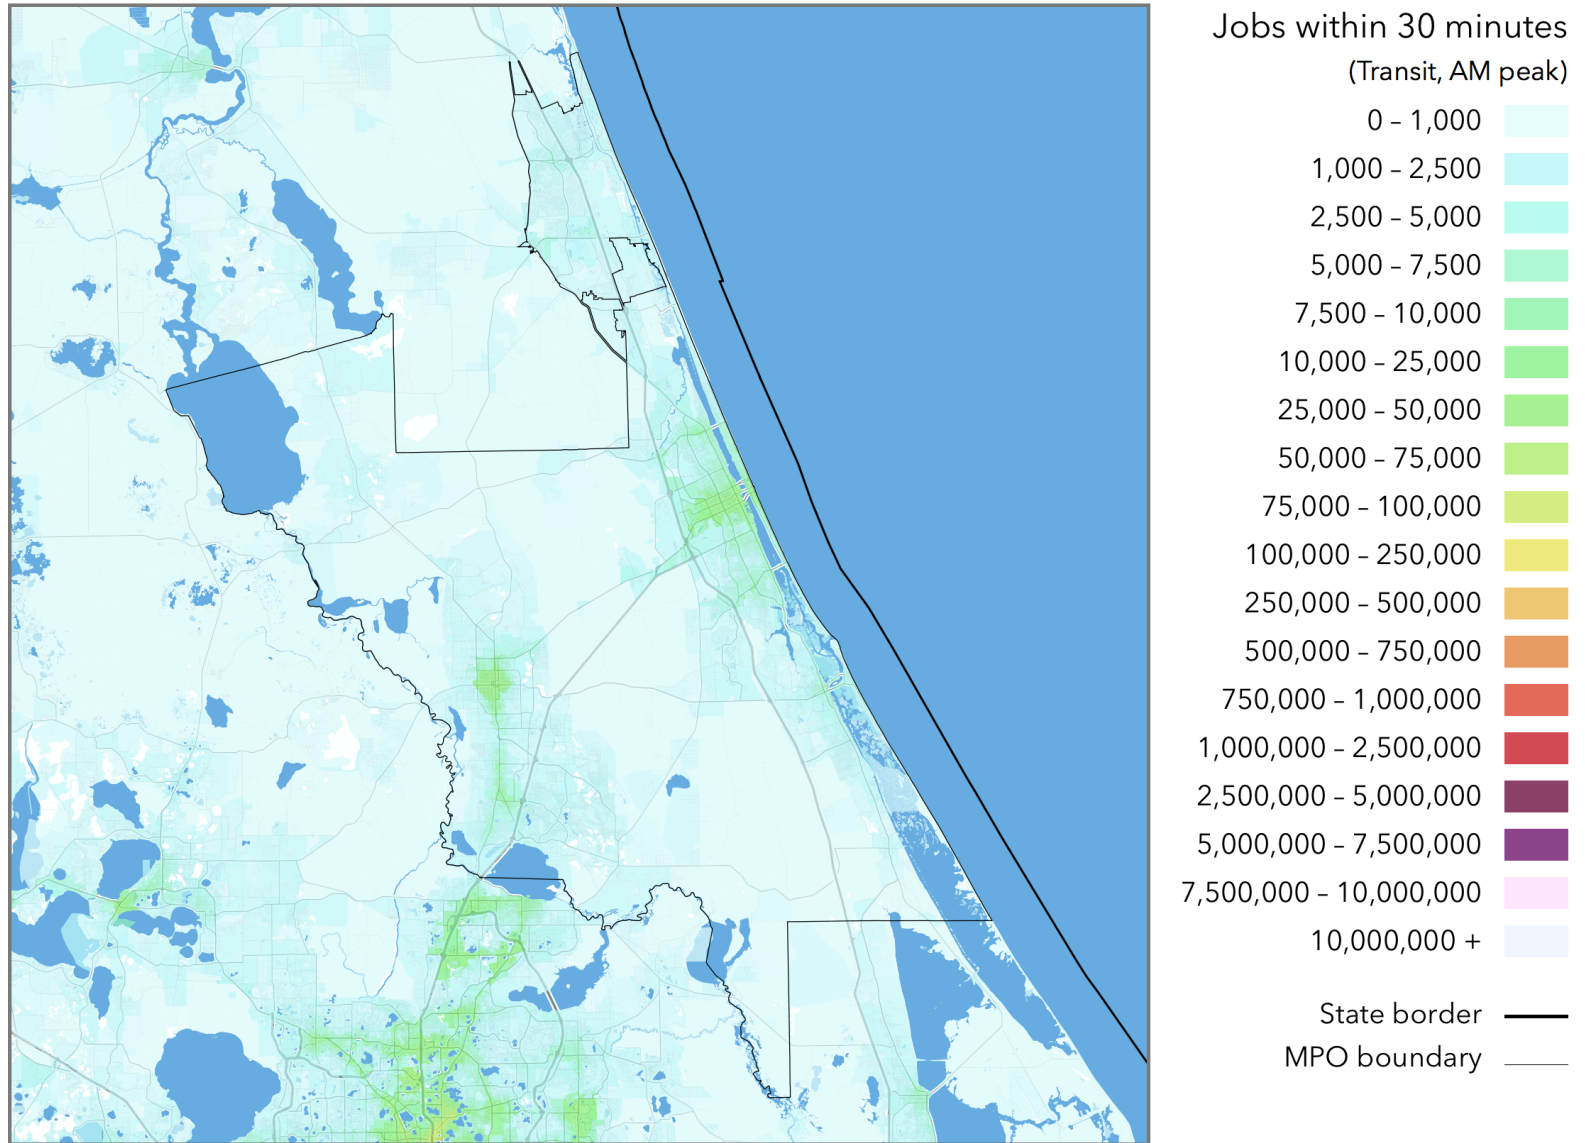 Jobs within 30 minutes
(Transit, AM peak)
0 – 1,000
1,000 – 2,500
2,500 – 5,000
5,000 – 7,500
7,500 – 10,000
10,000 – 25,000
25,000 – 50,000
50,000 – 75,000
75,000 – 100,000
100,000 – 250,000
250,000 – 500,000
500,000 – 750,000
750,000 – 1,000,000
1,000,000 – 2,500,000
2,500,000 – 5,000,000
5,000,000 – 7,500,000
7,500,000 – 10,000,000
10,000,000 +
State border
MPO boundary